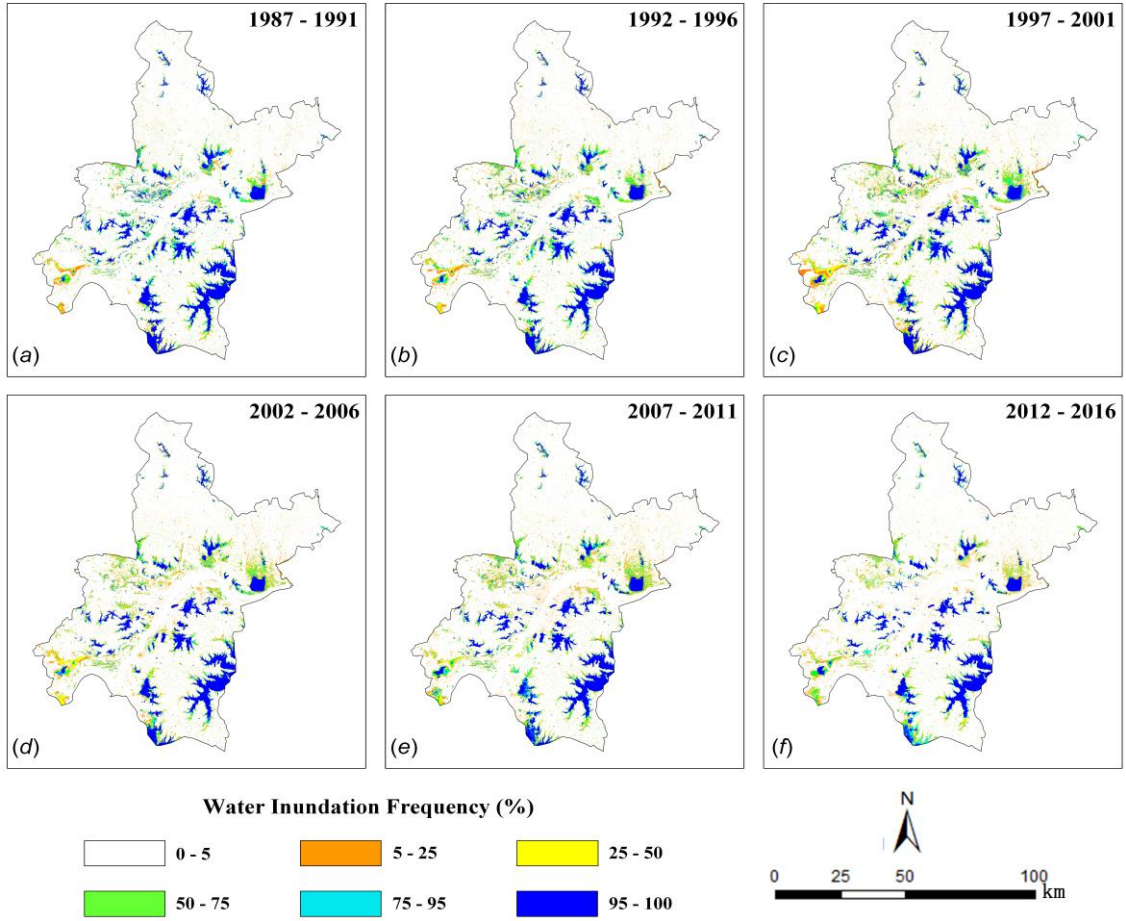 1987 - 1991
1992 - 1996
1997 - 2001
(a)
(b)
(c)
2002 - 2006
2007 - 2011
2012 - 2016
(d)
(e)
(f)
Water Inundation Frequency (%)
N
0 - 5
5 - 25
25 - 50
50 - 75
75 - 95
95 - 100
0 25 50 100
km